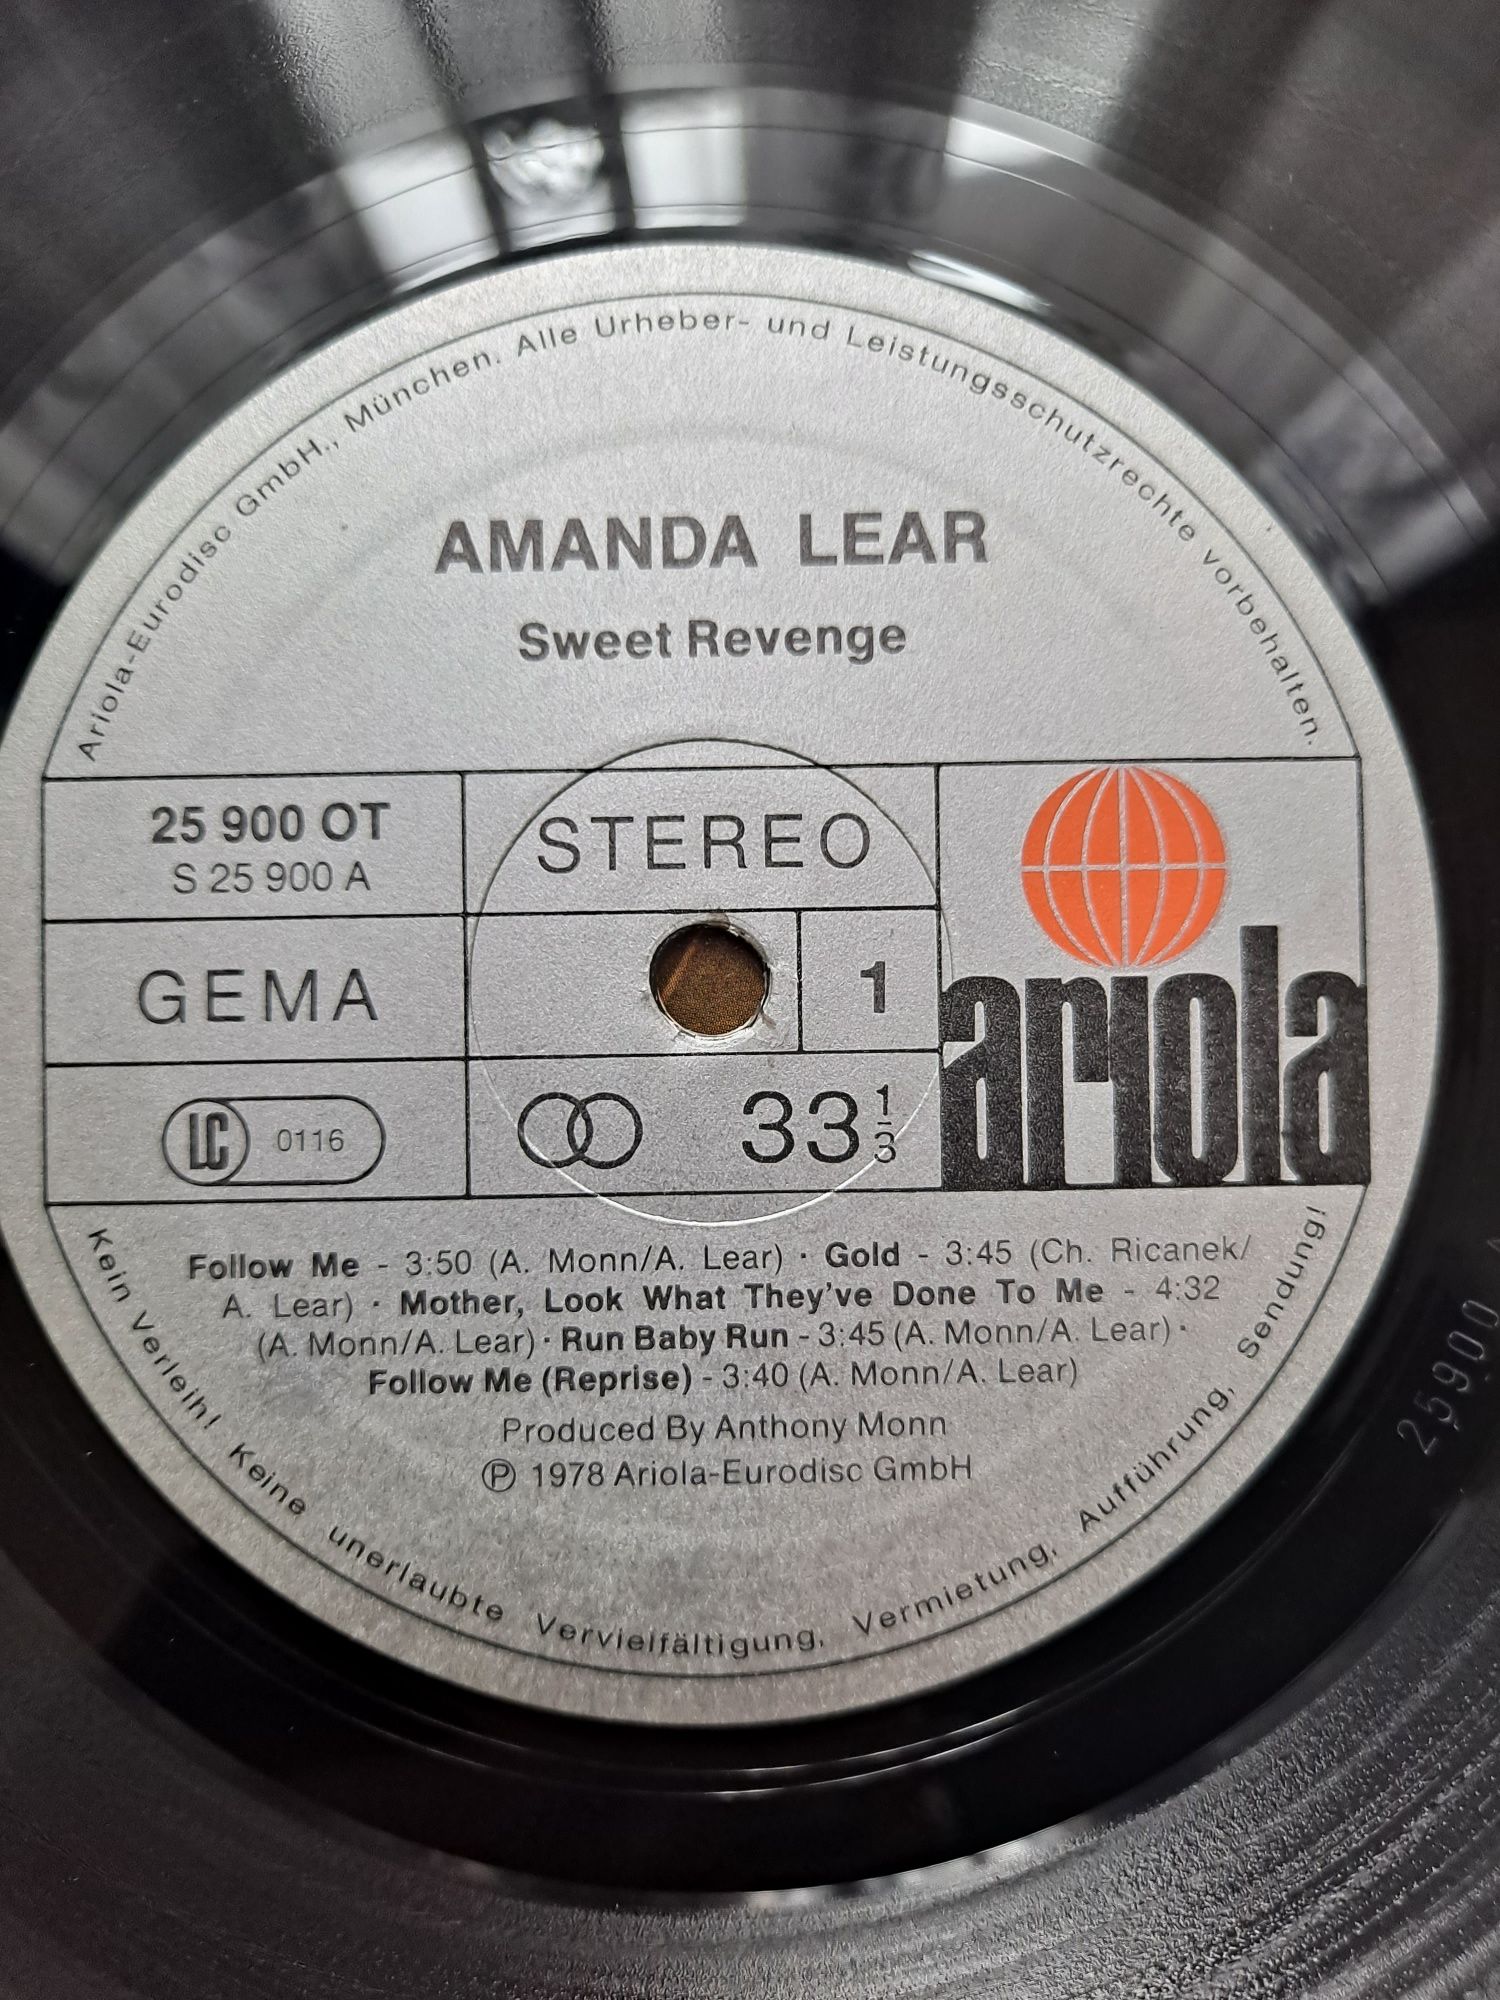 Ariola-Eurodisc GmbH., München. Alle Urheber- und Leistungsschutzrechte vorbehalten.
AMANDA LEAR
Sweet Revenge
25 900 OT
S 25 900 A
STEREO
GEMA
1
ariola
LC 0116
33 1/3
Follow Me - 3:50 (A. Monn/A. Lear) · Gold - 3:45 (Ch. Ricanek/
A. Lear) · Mother, Look What They've Done To Me - 4:32
(A. Monn/A. Lear) · Run Baby Run - 3:45 (A. Monn/A. Lear) ·
Follow Me (Reprise) - 3:40 (A. Monn/A. Lear)
Produced By Anthony Monn
Ⓟ 1978 Ariola-Eurodisc GmbH
Kein Verleih! Keine unerlaubte Vervielfältigung, Vermietung, Aufführung, Sendung!
25900